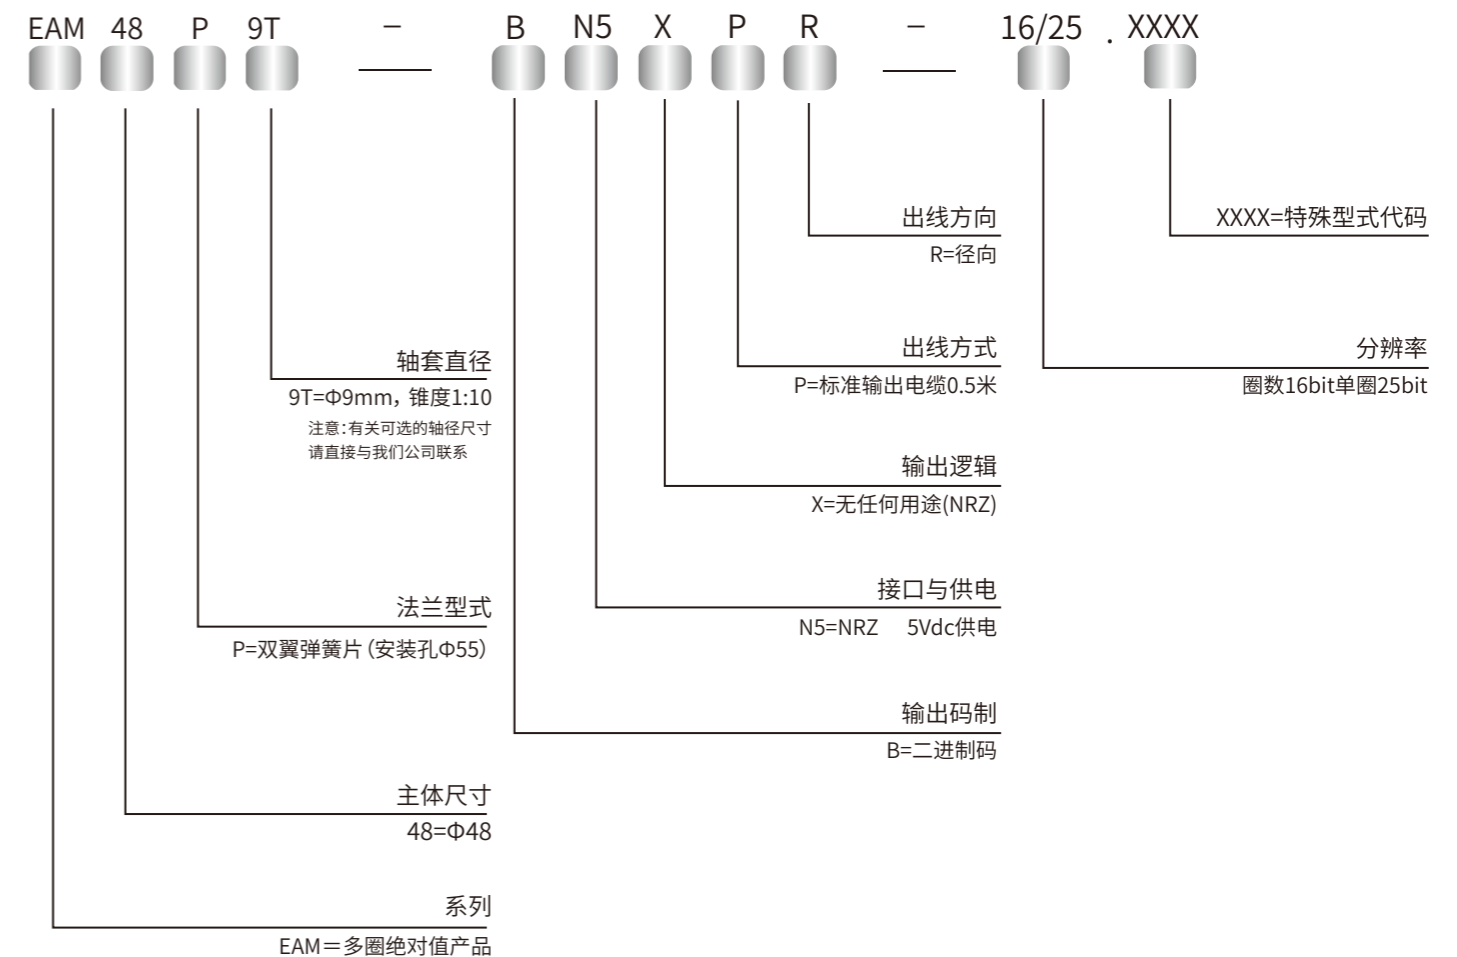 EAM 48 P 9T – B N5 X P R – 16/25 . XXXX
出线方向
R=径向
XXXX=特殊型式代码
出线方式
P=标准输出电缆0.5米
分辨率
圈数16bit单圈25bit
轴套直径
9T=Φ9mm，锥度1:10
注意：有关可选的轴径尺寸
请直接与我们公司联系
输出逻辑
X=无任何用途(NRZ)
接口与供电
N5=NRZ 5Vdc供电
法兰型式
P=双翼弹簧片（安装孔Φ55）
输出码制
B=二进制码
主体尺寸
48=Φ48
系列
EAM＝多圈绝对值产品